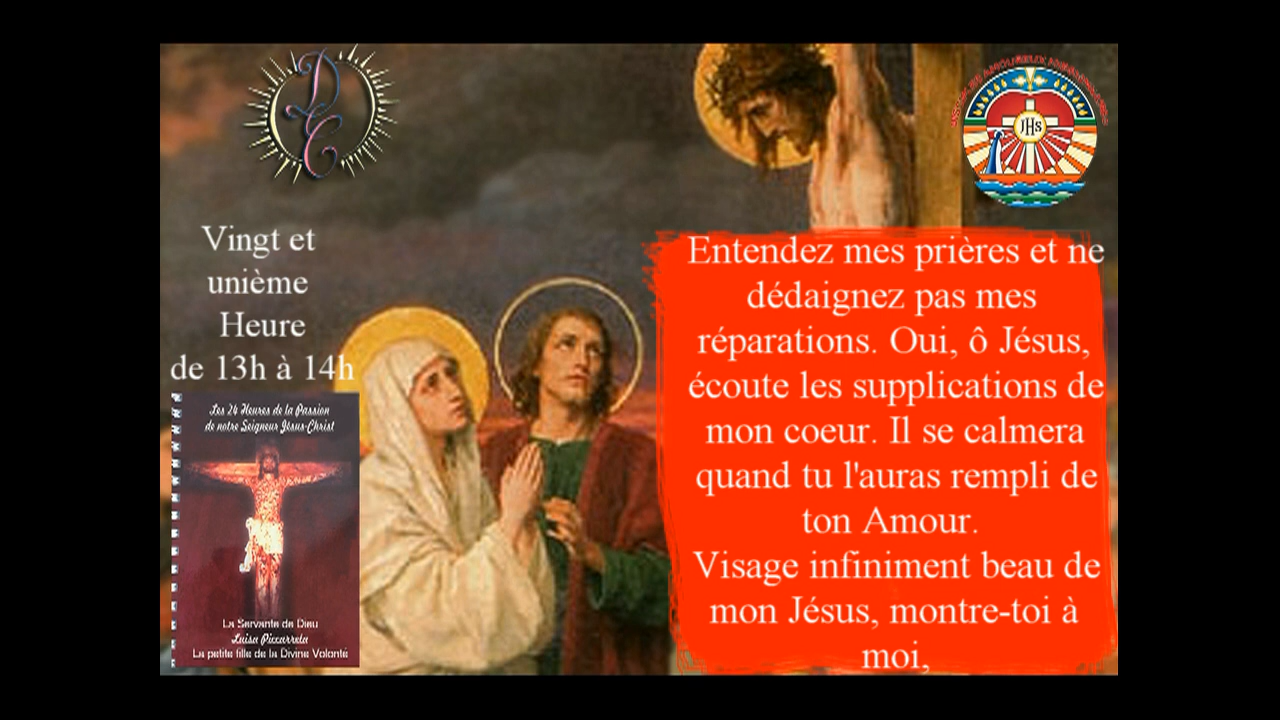 DC
Vingt et
unième
Heure
de 13h à 14h
Les 24 Heures de la Passion
de notre Seigneur Jésus-Christ
La Servante de Dieu
Luisa Piccarreta
La petite fille de la Divine Volonté
JHS
Entendez mes prières et ne
dédaignez pas mes
réparations. Oui, ô Jésus,
écoute les supplications de
mon coeur. Il se calmera
quand tu l'auras rempli de
ton Amour.
Visage infiniment beau de
mon Jésus, montre-toi à
moi,